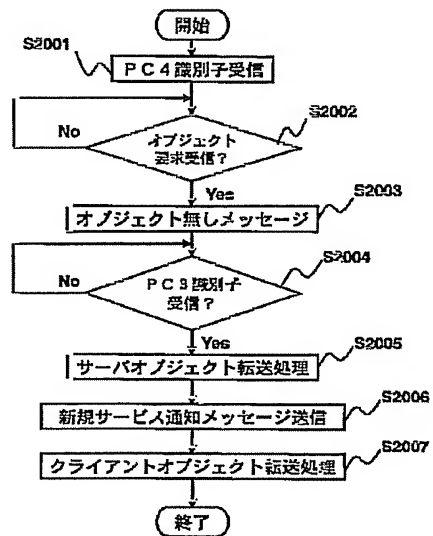 開始
S2001
PC4識別子受信
S2002
No
オブジェクト
要求受信?
Yes
S2003
オブジェクト無しメッセージ
S2004
No
PC3識別子
受信?
Yes
S2005
サーバオブジェクト転送処理
S2006
新規サービス通知メッセージ送信
S2007
クライアントオブジェクト転送処理
終了